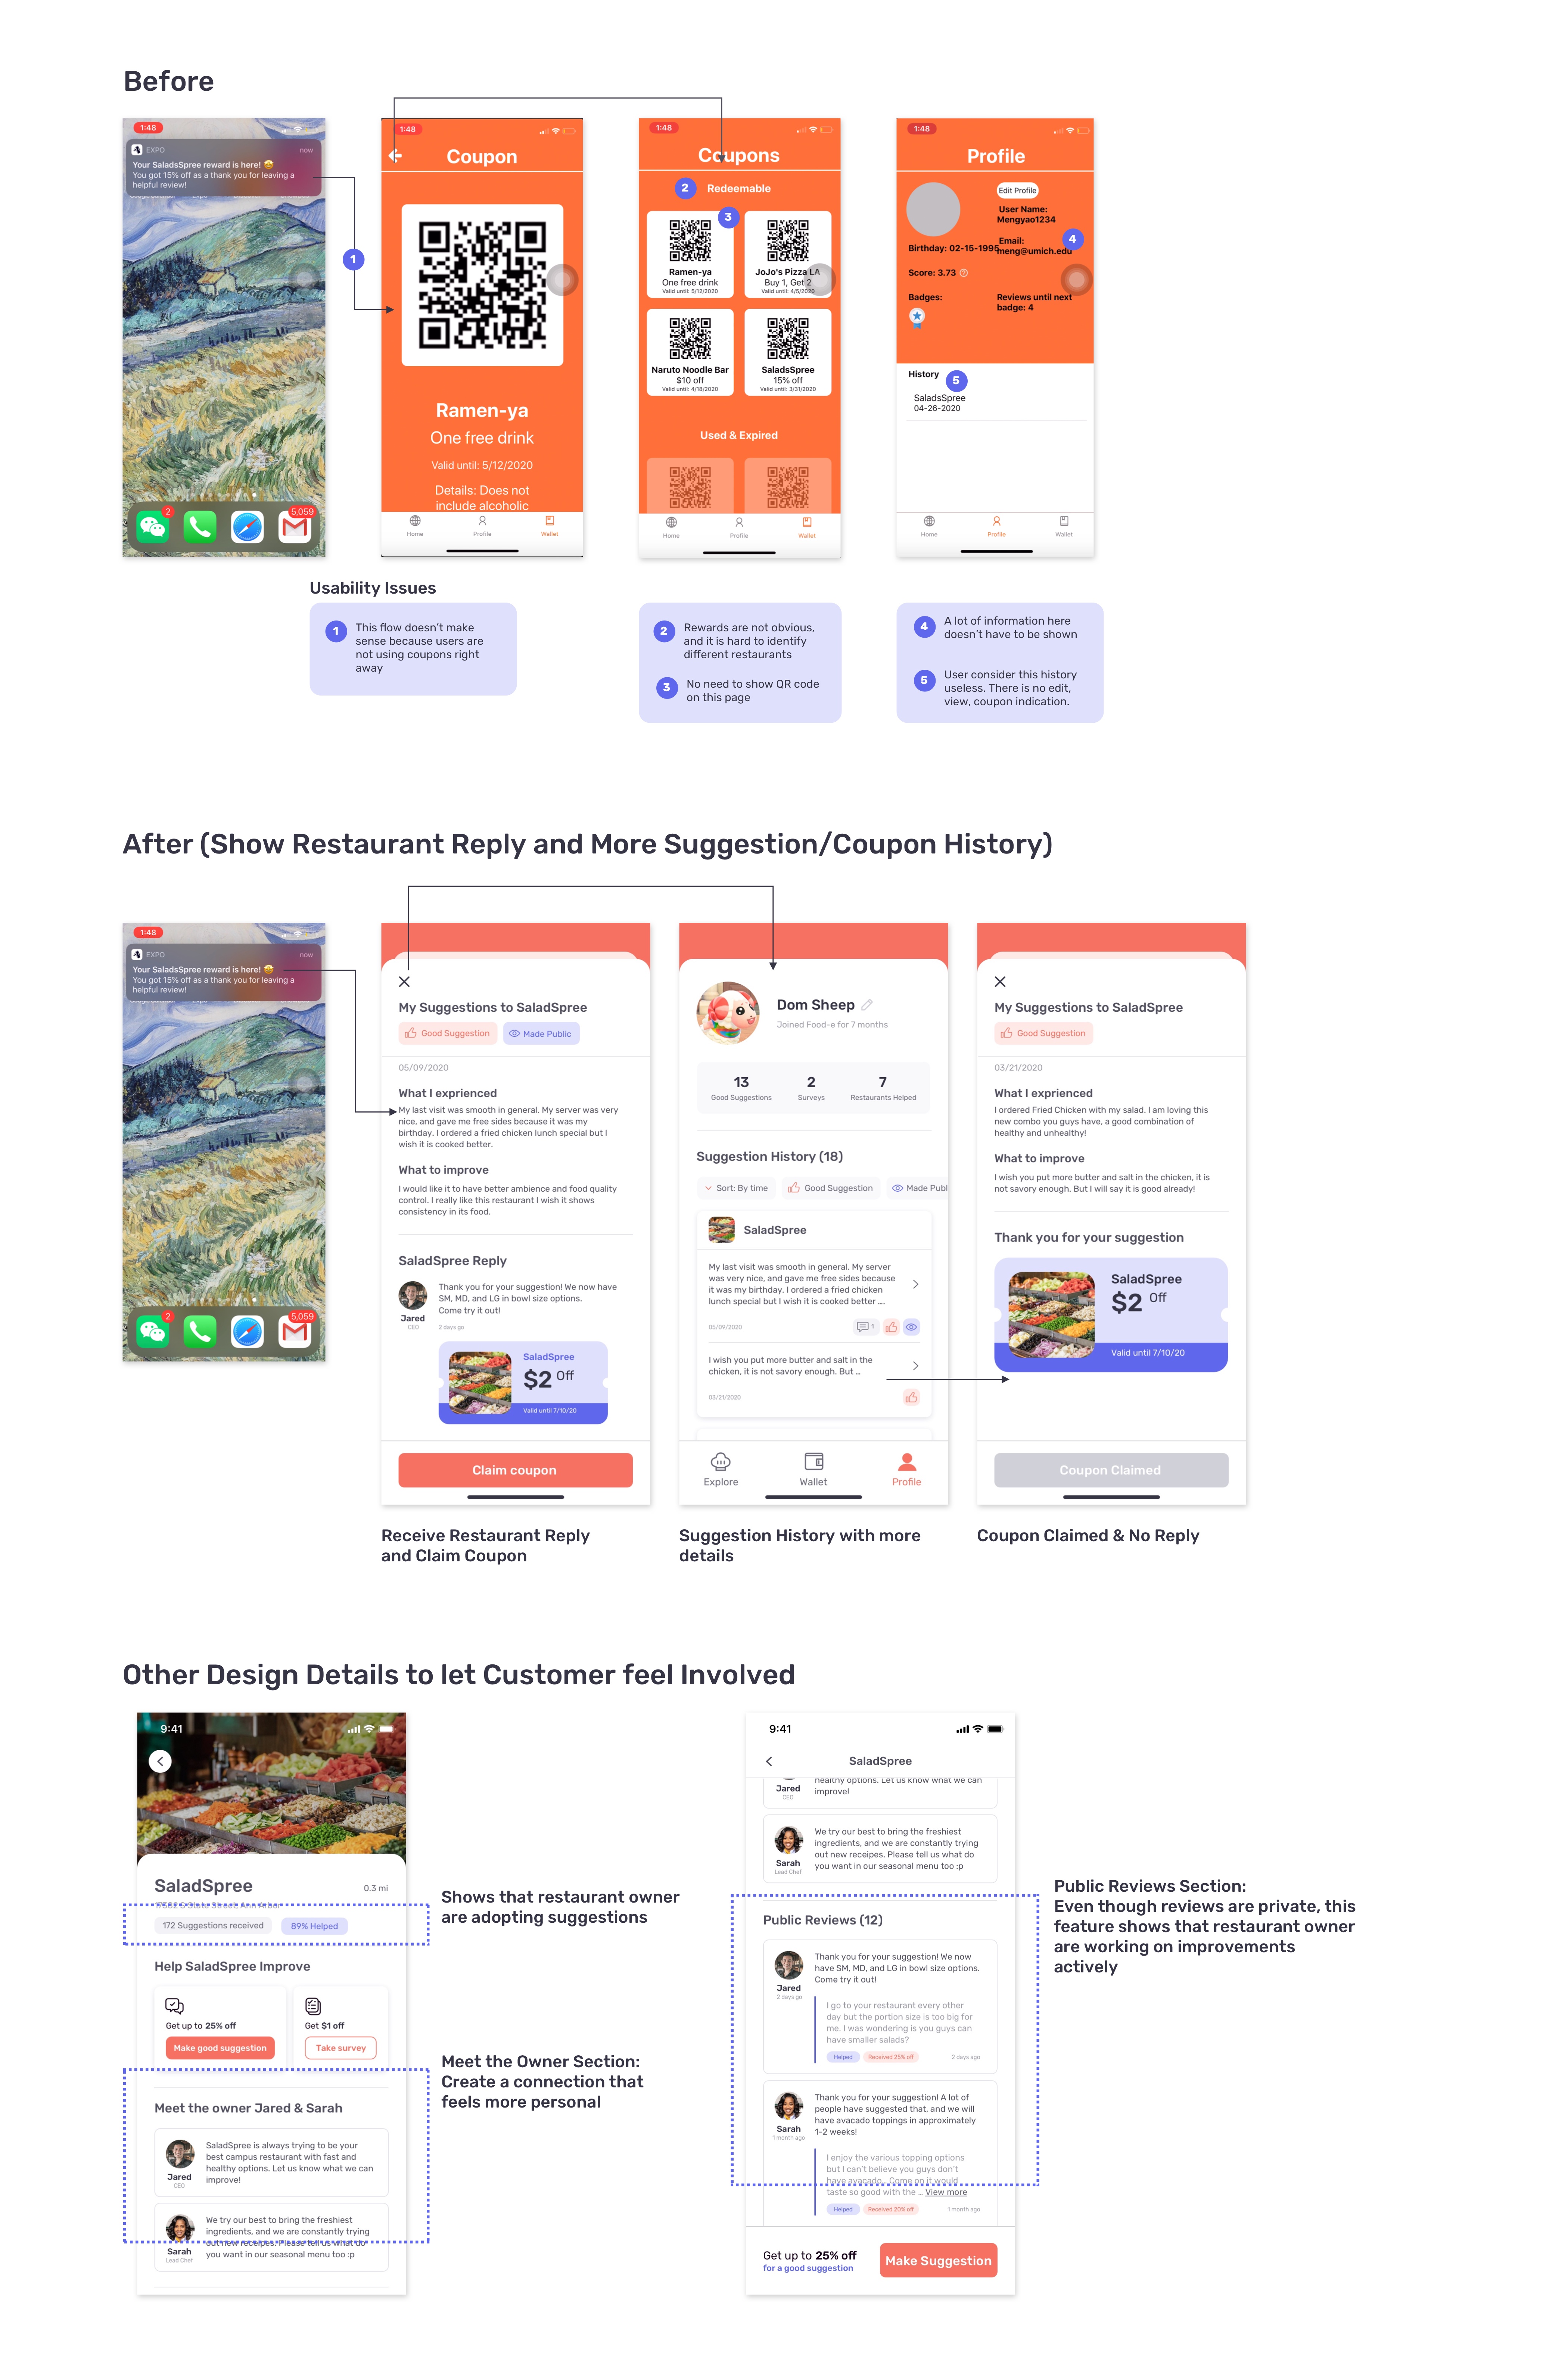 Before
1:48
EXPO
now
Your SaladsSpree reward is here! 🤩
You got 15% off as a thank you for leaving a
helpful review!
2
5,059
1
1:48
Coupon
Ramen-ya
One free drink
Valid until: 5/12/2020
Details: Does not
include alcoholic
Home
Profile
Wallet
1:48
Coupons
2
Redeemable
3
Ramen-ya
One free drink
Valid until: 5/12/2020
JoJo's Pizza LA
Buy 1, Get 2
Valid until: 4/5/2020
Naruto Noodle Bar
$10 off
Valid until: 4/18/2020
SaladsSpree
15% off
Valid until: 3/31/2020
Used & Expired
Home
Profile
Wallet
1:48
Profile
Edit Profile
User Name:
Mengyao1234
Email:
meng@umich.edu
4
Birthday: 02-15-1995
Score: 3.73
Badges:
Reviews until next
badge: 4
History
5
SaladsSpree
04-26-2020
Home
Profile
Wallet
Usability Issues
1
This flow doesn't make
sense because users are
not using coupons right
away
2
Rewards are not obvious,
and it is hard to identify
different restaurants
3
No need to show QR code
on this page
4
A lot of information here
doesn't have to be shown
5
User consider this history
useless. There is no edit,
view, coupon indication.
After (Show Restaurant Reply and More Suggestion/Coupon History)
1:48
EXPO
now
Your SaladsSpree reward is here! 🤩
You got 15% off as a thank you for leaving a
helpful review!
2
5,059
My Suggestions to SaladSpree
Good Suggestion
Made Public
05/09/2020
What I exprienced
My last visit was smooth in general. My server was very
nice, and gave me free sides because it was my
birthday. I ordered a fried chicken lunch special but I
wish it is cooked better.
What to improve
I would like it to have better ambience and food quality
control. I really like this restaurant I wish it shows
consistency in its food.
SaladSpree Reply
Jared
CEO
Thank you for your suggestion! We now have
SM, MD, and LG in bowl size options.
Come try it out!
2 days go
SaladSpree
$2 Off
Valid until 7/10/20
Claim coupon
Receive Restaurant Reply
and Claim Coupon
Dom Sheep
Joined Food-e for 7 months
13
Good Suggestions
2
Surveys
7
Restaurants Helped
Suggestion History (18)
Sort: By time
Good Suggestion
Made Publ
SaladSpree
My last visit was smooth in general. My server
was very nice, and gave me free sides because
it was my birthday. I ordered a fried chicken
lunch special but I wish it is cooked better ....
05/09/2020
1
I wish you put more butter and salt in the
chicken, it is not savory enough. But ...
03/21/2020
Explore
Wallet
Profile
Suggestion History with more
details
My Suggestions to SaladSpree
Good Suggestion
03/21/2020
What I exprienced
I ordered Fried Chicken with my salad. I am loving this
new combo you guys have, a good combination of
healthy and unhealthy!
What to improve
I wish you put more butter and salt in the chicken, it is
not savory enough. But I will say it is good already!
Thank you for your suggestion
SaladSpree
$2 Off
Valid until 7/10/20
Coupon Claimed
Coupon Claimed & No Reply
Other Design Details to let Customer feel Involved
9:41
SaladSpree
0.3 mi
172 Suggestions received
89% Helped
Help SaladSpree Improve
Get up to 25% off
Make good suggestion
Get $1 off
Take survey
Meet the owner Jared & Sarah
Jared
CEO
SaladSpree is always trying to be your
best campus restaurant with fast and
healthy options. Let us know what we can
improve!
Sarah
Lead Chef
We try our best to bring the freshiest
ingredients, and we are constantly trying
out new receipes. Please tell us what do
you want in our seasonal menu too :p
Shows that restaurant owner
are adopting suggestions
Meet the Owner Section:
Create a connection that
feels more personal
9:41
SaladSpree
Jared
CEO
healthy options. Let us know what we can
improve!
Sarah
Lead Chef
We try our best to bring the freshiest
ingredients, and we are constantly trying
out new receipes. Please tell us what do
you want in our seasonal menu too :p
Public Reviews (12)
Jared
2 days go
Thank you for your suggestion! We now
have SM, MD, and LG in bowl size options.
Come try it out!
I go to your restaurant every other
day but the portion size is too big for
me. I was wondering is you guys can
have smaller salads?
Helped
Received 25% off
2 days ago
Sarah
1 month ago
Thank you for your suggestion! A lot of
people have suggested that, and we will
have avacado toppings in approximately
1-2 weeks!
I enjoy the various topping options
but I can't believe you guys don't
have avacado.. Come on it would
taste so good with the ... View more
Helped
Received 20% off
1 month ago
Get up to 25% off
for a good suggestion
Make Suggestion
Public Reviews Section:
Even though reviews are private, this
feature shows that restaurant owner
are working on improvements
actively